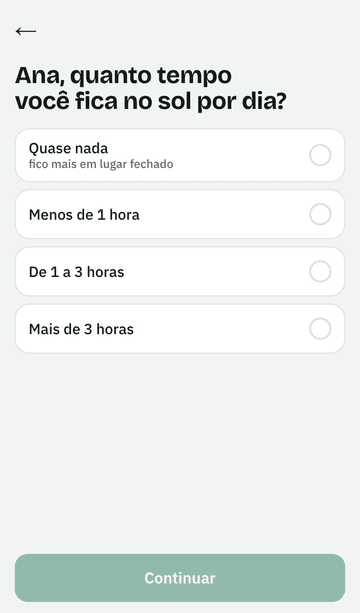 Ana, quanto tempo
você fica no sol por dia?
Quase nada
fico mais em lugar fechado
Menos de 1 hora
De 1 a 3 horas
Mais de 3 horas
Continuar